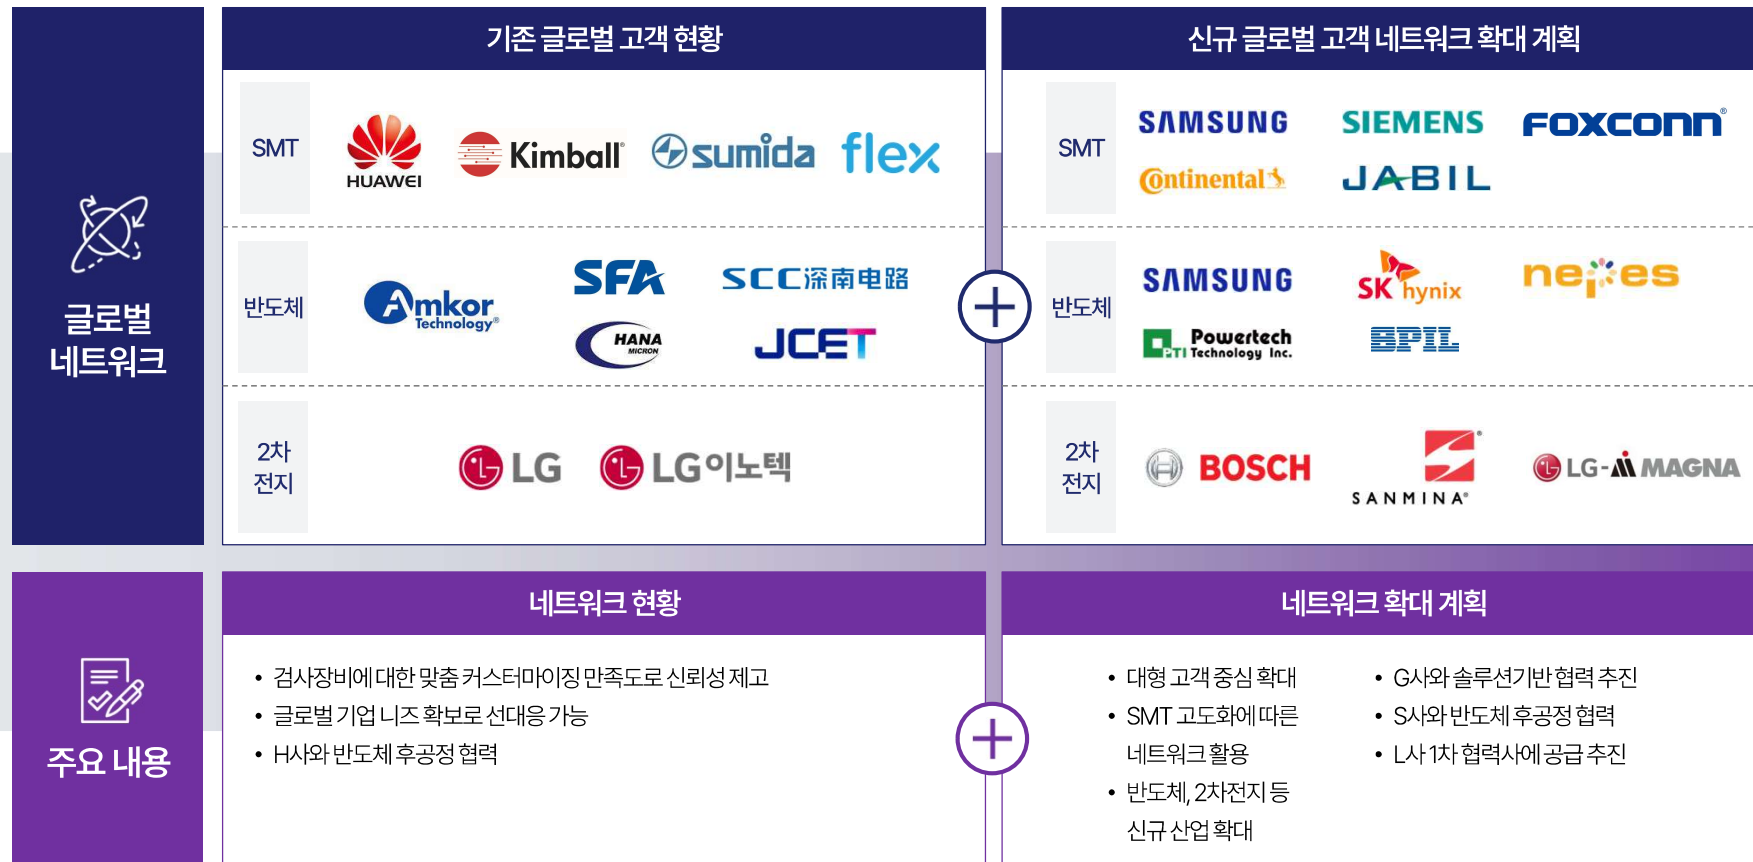 글로벌
네트워크
기존 글로벌 고객 현황
SMT
HUAWEI
Kimball®
sumida
flex
반도체
Amkor
Technology®
SFA
SCC深南电路
HANA
MICRON
JCET
2차
전지
LG
LG이노텍
신규 글로벌 고객 네트워크 확대 계획
SMT
SAMSUNG
SIEMENS
FOXCONN®
Continental
JABIL
반도체
SAMSUNG
SK hynix
nepes
PTI Powertech
Technology Inc.
SPIL
2차
전지
BOSCH
SANMINA®
LG-MAGNA
주요 내용
네트워크 현황
• 검사장비에 대한 맞춤 커스터마이징 만족도로 신뢰성 제고
• 글로벌 기업 니즈 확보로 선대응 가능
• H사와 반도체 후공정 협력
네트워크 확대 계획
• 대형 고객 중심 확대
• SMT 고도화에 따른
네트워크 활용
• 반도체, 2차전지 등
신규 산업 확대
• G사와 솔루션기반 협력 추진
• S사와 반도체 후공정 협력
• L사 1차 협력사에 공급 추진